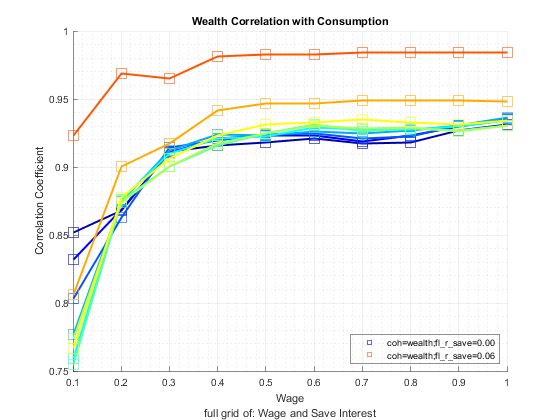 Wealth Correlation with Consumption
Correlation Coefficient
1
0.95
0.9
0.85
0.8
0.75
0.1 0.2 0.3 0.4 0.5 0.6 0.7 0.8 0.9 1
coh=wealth;fl_r_save=0.00
coh=wealth;fl_r_save=0.06
Wage
full grid of: Wage and Save Interest